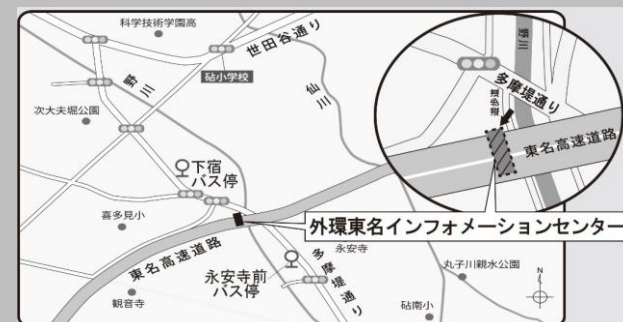 科学技術学園高
世田谷通り
砧小学校
野川
仙川
次大夫堀公園
下宿
バス停
喜多見小
東名高速道路
観音寺
永安寺前
バス停
多摩堤通り
永安寺
砧南小
丸子川親水公園
N
外環東名インフォメーションセンター
野川
多摩堤通り
東名高速道路